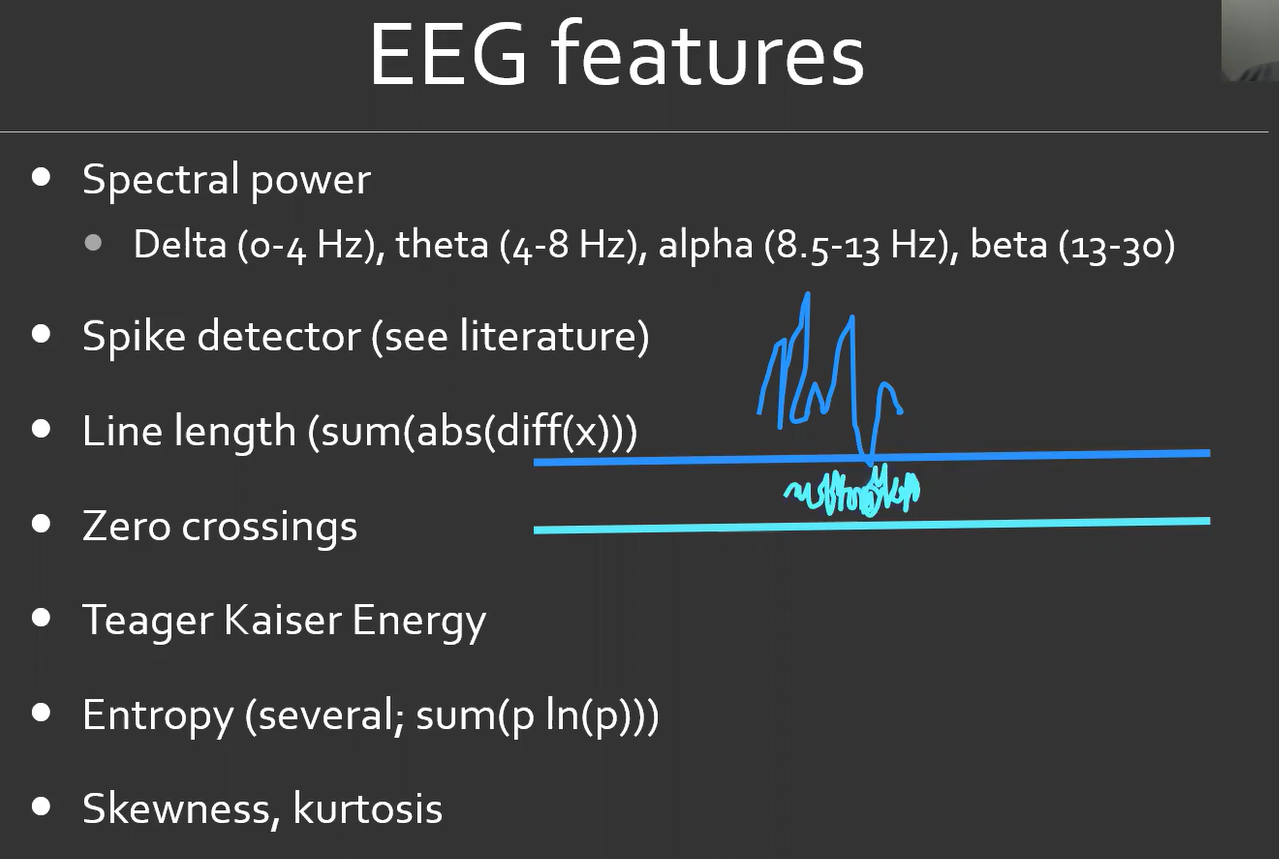 EEG features
Spectral power
Delta (0-4 Hz), theta (4-8 Hz), alpha (8.5-13 Hz), beta (13-30)
Spike detector (see literature)
Line length (sum(abs(diff(x)))
Zero crossings
Teager Kaiser Energy
Entropy (several; sum(p ln(p)))
Skewness, kurtosis